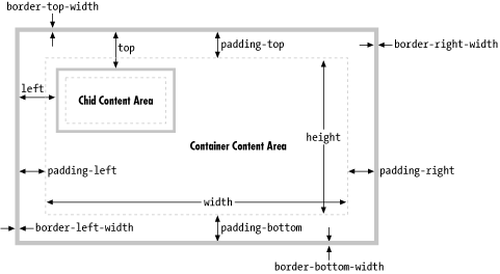 border-top-width
top
padding-top
border-right-width
left
Chid Content Area
height
Container Content Area
padding-left
padding-right
width
border-left-width
padding-bottom
border-bottom-width